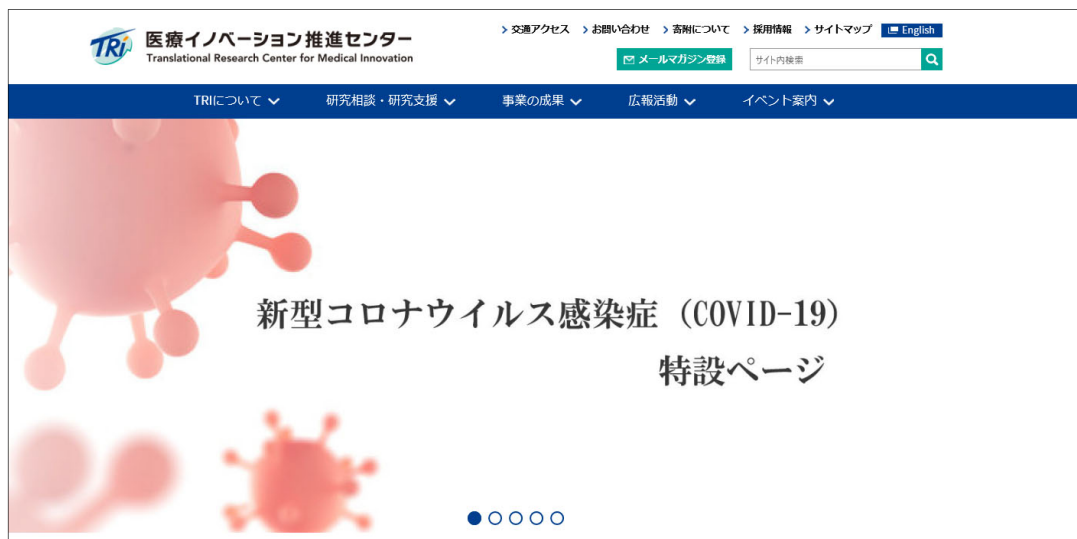 TRi
医療イノベーション推進センター
Translational Research Center for Medical Innovation
交通アクセス お問い合わせ 寄附について 採用情報 サイトマップ English
メールマガジン登録 サイト内検索
TRIについて 研究相談・研究支援 事業の成果 広報活動 イベント案内
新型コロナウイルス感染症（COVID-19）
特設ページ